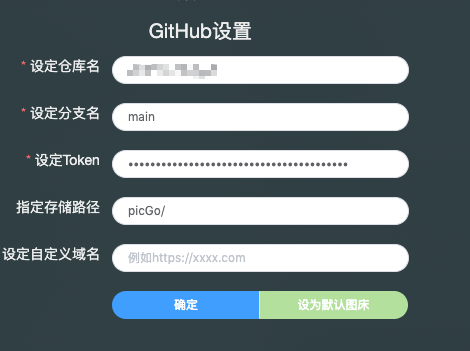 GitHub设置
* 设定仓库名
* 设定分支名 main
* 设定Token ••••••••••••••••••••••••••••••••••••••••
指定存储路径 picGo/
设定自定义域名 例如https://xxxx.com
确定 设为默认图床